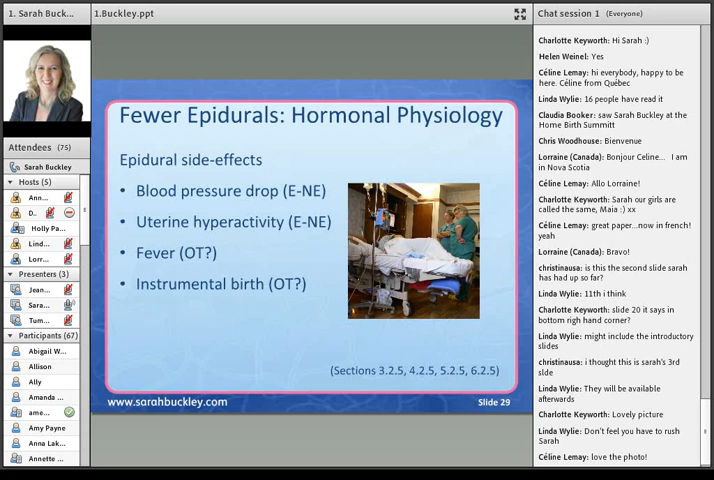 1. Sarah Buck...
1.Buckley.ppt
Chat session 1 (Everyone)
Attendees (75)
Sarah Buckley
Hosts (5)
Ann...
D..
Holly Pa...
Lind...
Lorr...
Presenters (3)
Jean...
Sara...
Tum...
Participants (67)
Abigail W...
Allison
Ally
Amanda ...
ame...
Amy Payne
Anna Lak...
Annette ...
Fewer Epidurals: Hormonal Physiology
Epidural side-effects
• Blood pressure drop (E-NE)
• Uterine hyperactivity (E-NE)
• Fever (OT?)
• Instrumental birth (OT?)
(Sections 3.2.5, 4.2.5, 5.2.5, 6.2.5)
www.sarahbuckley.com
Slide 29
Charlotte Keyworth: Hi Sarah :)
Helen Weinel: Yes
Céline Lemay: hi everybody, happy to be
here. Céline from Québec
Linda Wylie: 16 people have read it
Claudia Booker: saw Sarah Buckley at the
Home Birth Summitt
Chris Woodhouse: Bienvenue
Lorraine (Canada): Bonjour Celine... I am
in Nova Scotia
Céline Lemay: Allo Lorraine!
Charlotte Keyworth: Sarah our girls are
called the same, Maia :) xx
Céline Lemay: great paper...now in french!
yeah
Lorraine (Canada): Bravo!
christinausa: is this the second slide sarah
has had up so far?
Linda Wylie: 11th i think
Charlotte Keyworth: slide 20 it says in
bottom righ hand corner?
Linda Wylie: might include the introductory
slides
christinausa: i thought this is sarah's 3rd
slde
Linda Wylie: They will be available
afterwards
Charlotte Keyworth: Lovely picture
Linda Wylie: Don't feel you have to rush
Sarah
Céline Lemay: love the photo!